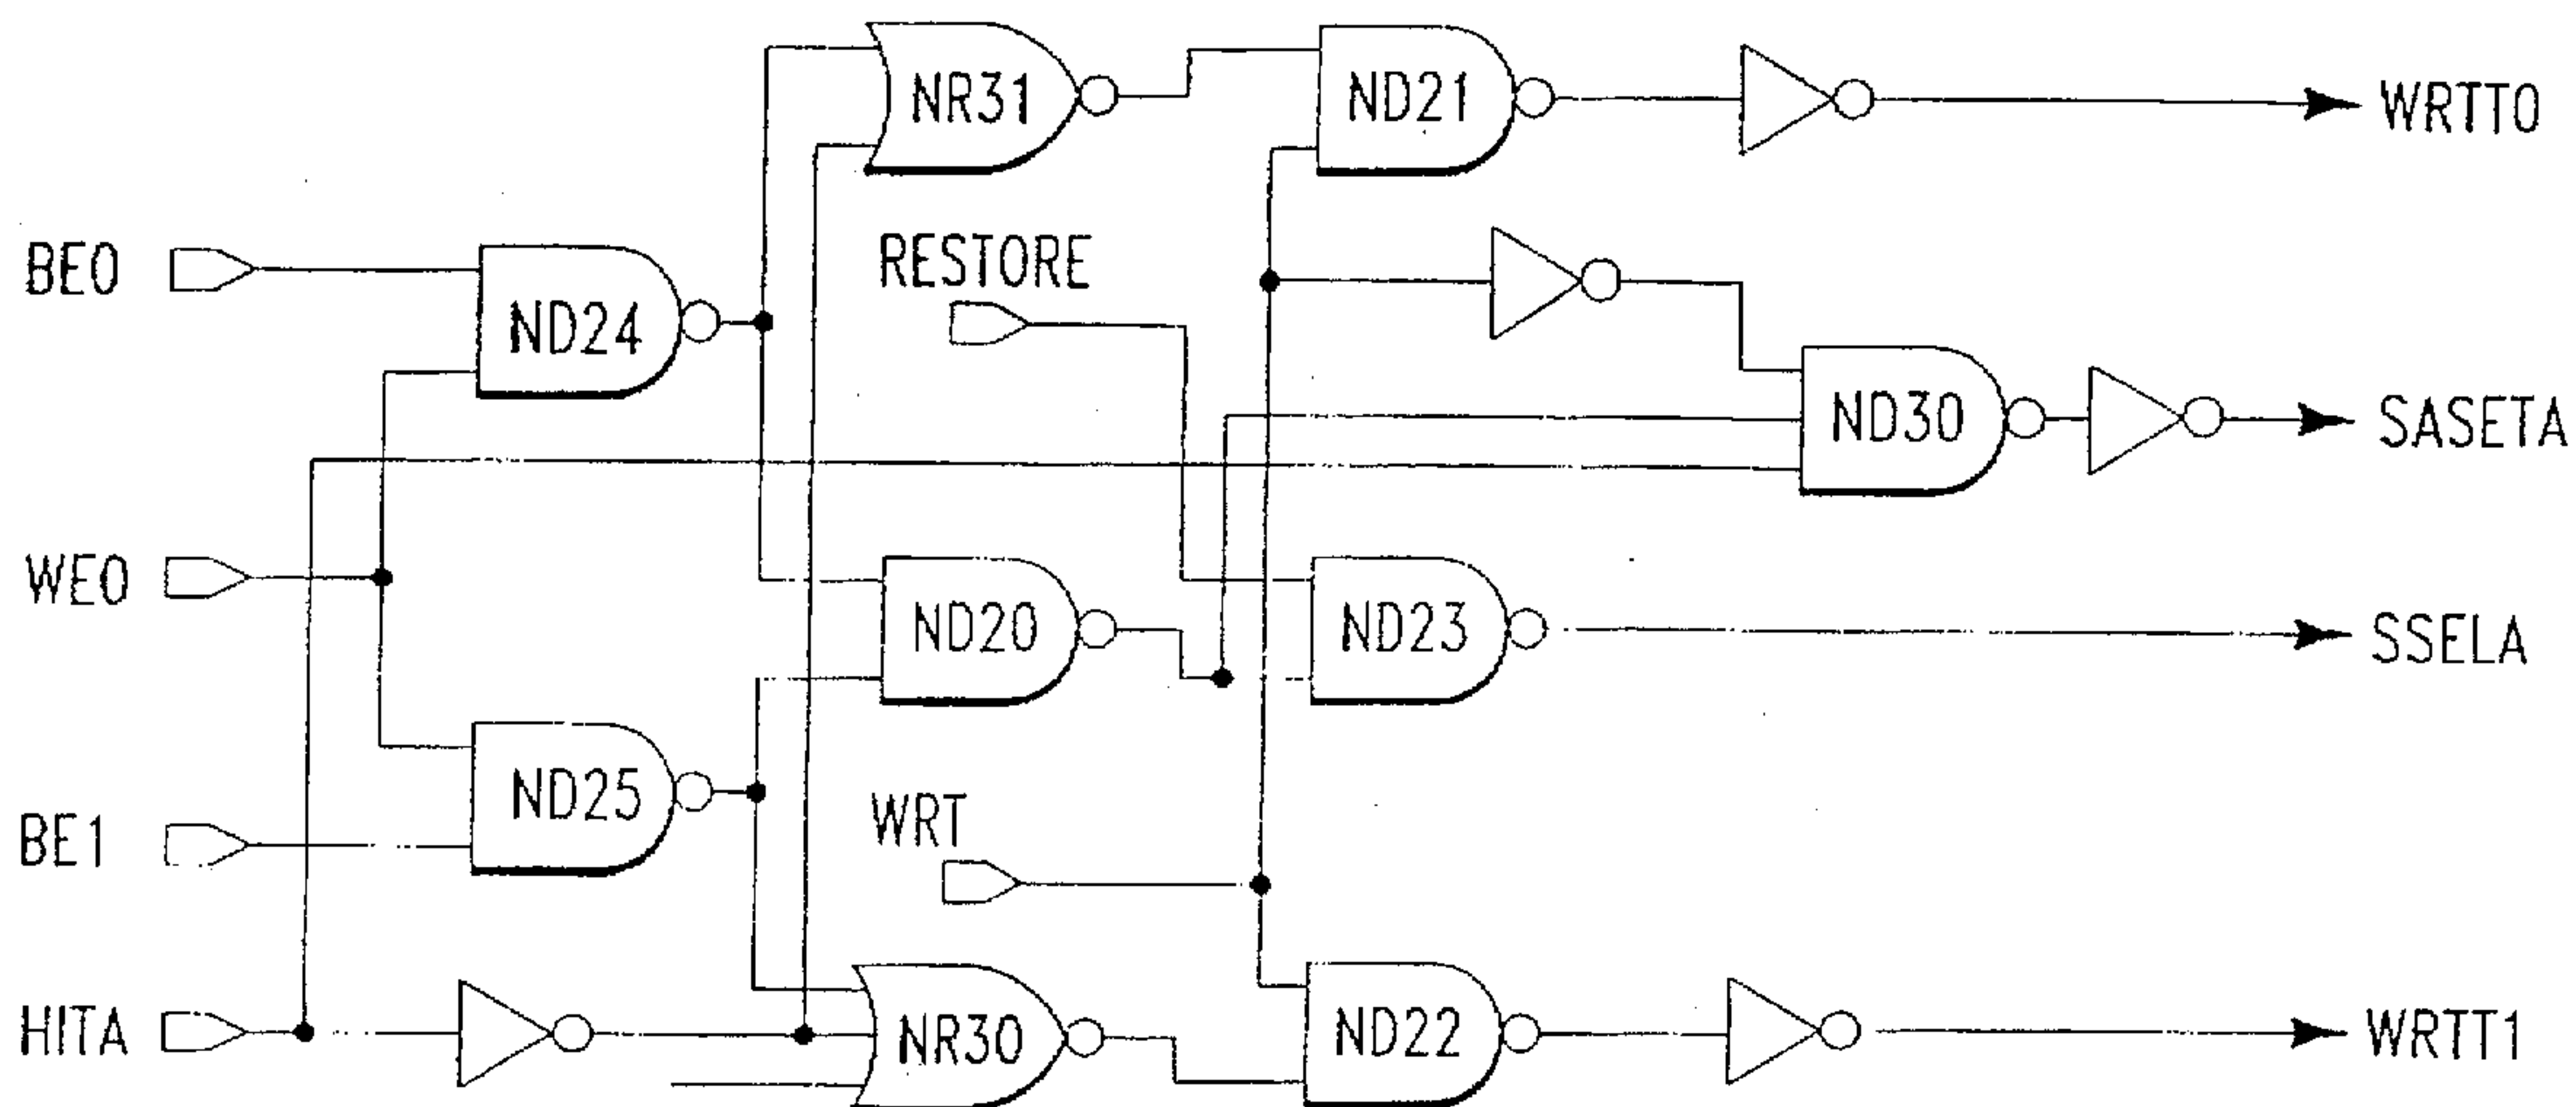 NR31
ND21
WRTT0
BE0
RESTORE
ND24
ND30
SASETA
WE0
ND20
ND23
SSELA
ND25
WRT
BE1
HITA
NR30
ND22
WRTT1